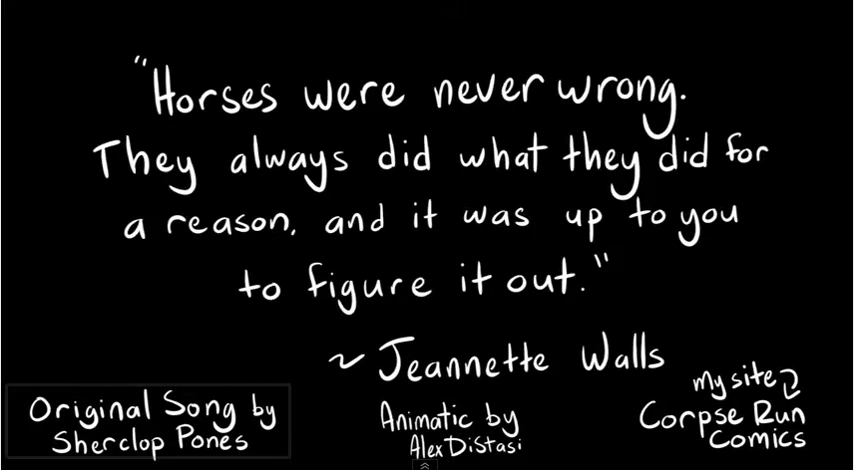 "Horses were never wrong.
They always did what they did for
a reason, and it was up to you
to figure it out."
~ Jeannette Walls
Original Song by
Sherclop Pones
Animatic by
Alex DiStasi
my site
Corpse Run
Comics